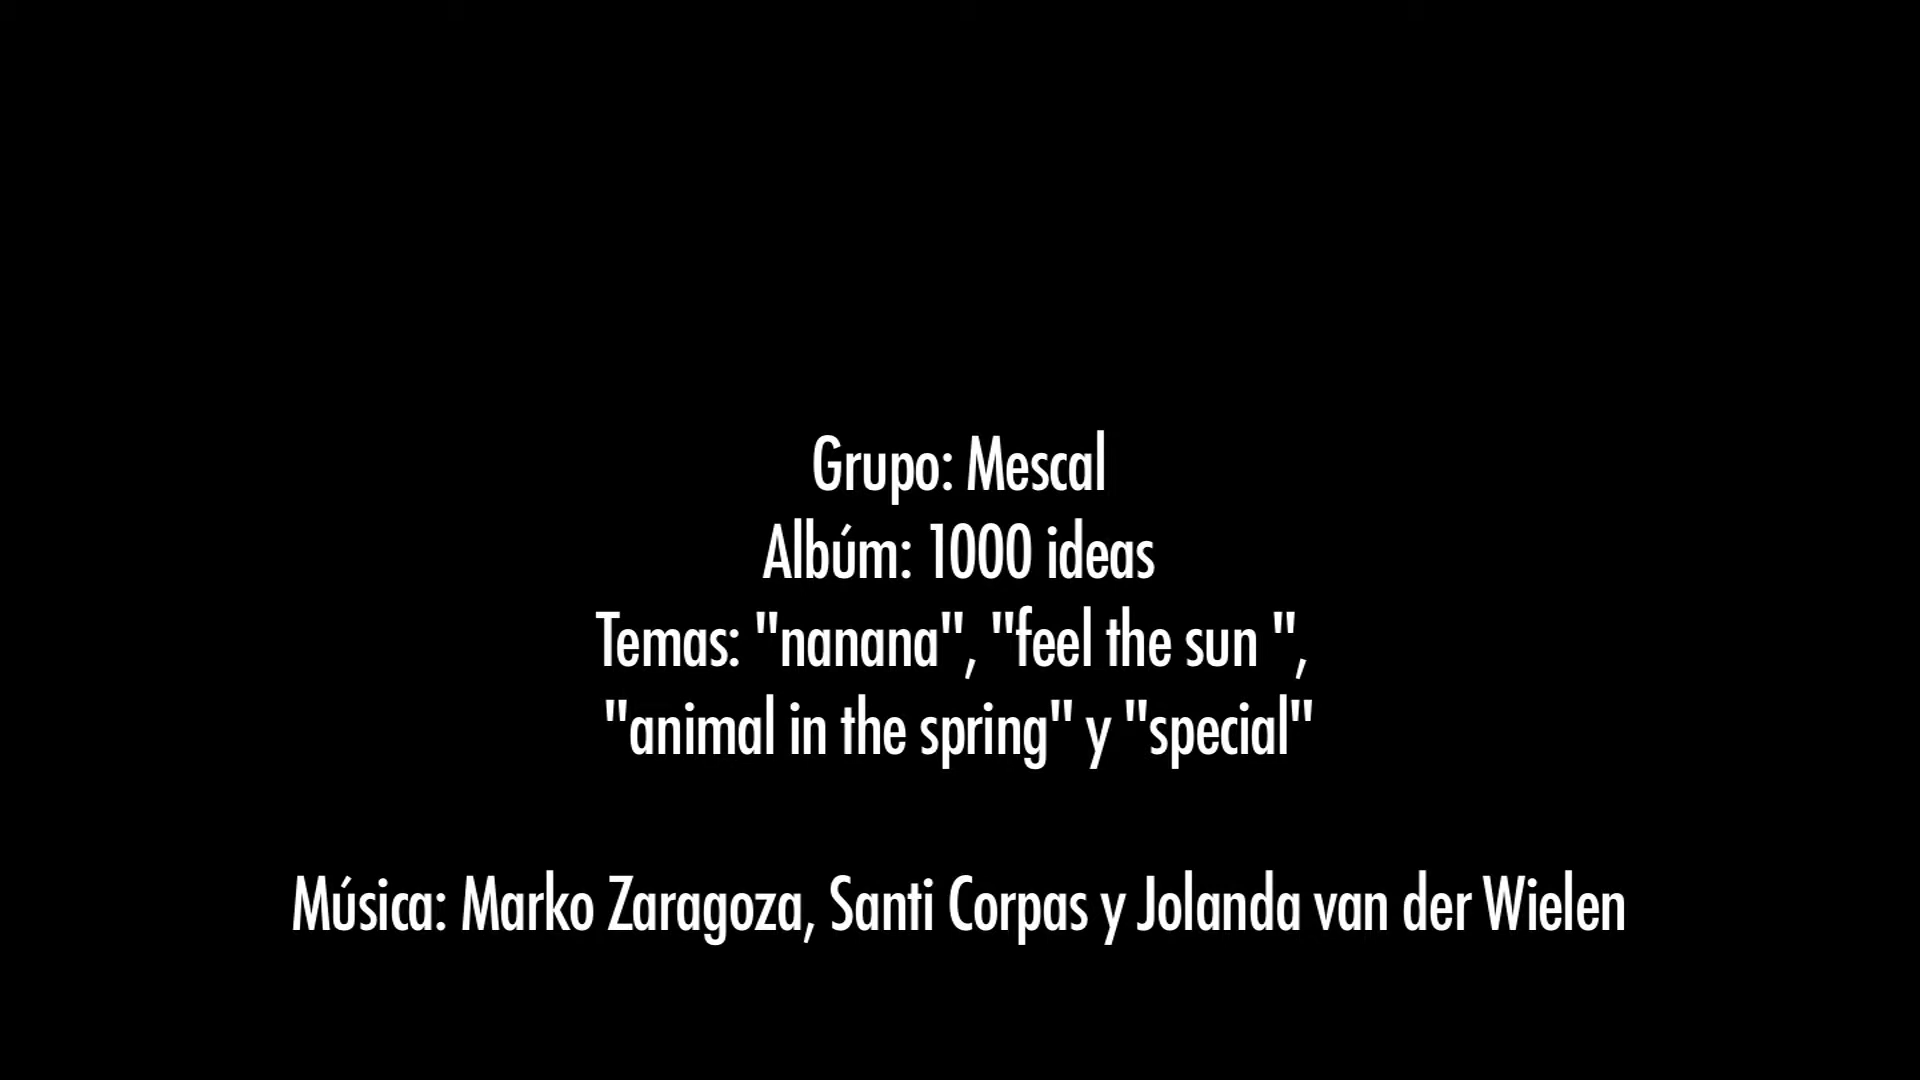 Grupo: Mescal
Albúm: 1000 ideas
Temas: "nanana", "feel the sun ",
"animal in the spring" y "special"
Música: Marko Zaragoza, Santi Corpas y Jolanda van der Wielen